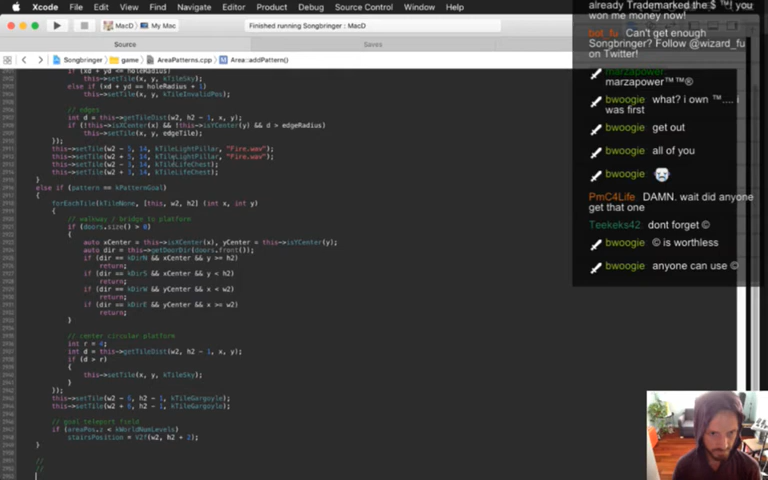 Xcode File Edit View Find Navigate Editor Product Debug Source Control Window Help
already Trademarked the $ ™! you
MacD My Mac Finished running Songbringer : MacD
won me money now!
Source Saves
bot_fu Can't get enough
Songbringer? Follow @wizard_fu
on Twitter!
Songbringer game AreaPatterns.cpp Area::addPattern()
marzapower:
marzapower™™®
bwoogie what? i own ™.... i
was first
bwoogie get out
bwoogie all of you
bwoogie
PmC4Life DAMN. wait did anyone
get that one
Teekeks42 dont forget ©
bwoogie © is worthless
bwoogie anyone can use ©
if (xd + yd == holeRadius)
this->setTile(x, y, kTileSky);
else if (xd + yd == holeRadius + 1)
this->setTile(x, y, kTileInvalidPos);
// edges
int d = this->getTileDist(w2, h2 - 1, x, y);
if (!this->isXCenter(x) && !this->isYCenter(y) && d > edgeRadius)
this->setTile(x, y, edgeTile);
});
this->setTile(w2 - 5, 14, kTileLightPillar, "Fire.wav");
this->setTile(w2 + 5, 14, kTileLightPillar, "Fire.wav");
this->setTile(w2 - 3, 14, kTileLifeChest);
this->setTile(w2 + 3, 14, kTileLifeChest);
}
else if (pattern == kPatternGoal)
{
forEachTile(kTileNone, [this, w2, h2] (int x, int y)
{
// walkway / bridge to platform
if (doors.size() > 0)
{
auto xCenter = this->isXCenter(x), yCenter = this->isYCenter(y);
auto dir = this->getDoorDir(doors.front());
if (dir == kDirN && xCenter && y >= h2)
return;
if (dir == kDirS && xCenter && y < h2)
return;
if (dir == kDirW && yCenter && x < w2)
return;
if (dir == kDirE && yCenter && x >= w2)
return;
}
// center circular platform
int r = 4;
int d = this->getTileDist(w2, h2 - 1, x, y);
if (d > r)
{
this->setTile(x, y, kTileSky);
}
});
this->setTile(w2 - 6, h2 - 1, kTileGargoyle);
this->setTile(w2 + 6, h2 - 1, kTileGargoyle);
// goal teleport field
if (areaPos.z < kWorldNumLevels)
stairsPosition = V2f(w2, h2 + 2);
}
//
//